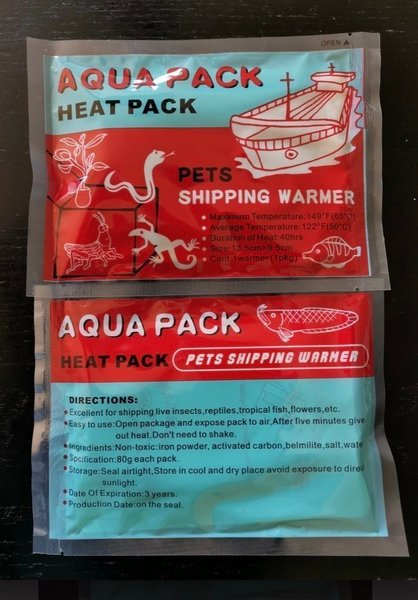 OPEN ▲
AQUA PACK
HEAT PACK
PETS
SHIPPING WARMER
• Maximum Temperature:149°F(65°C)
• Average Temperature:122°F(50°C)
• Duration of Heat:40hrs
• Size:13.5cm×9.5cm
• Cont:1warmer(1pkg)
AQUA PACK
HEAT PACK PETS SHIPPING WARMER
DIRECTIONS:
• Excellent for shipping live insects,reptiles,tropical fish,flowers,etc.
• Easy to use:Open package and expose pack to air,After five minutes give
out heat.Don't need to shake.
• Ingredients:Non-toxic:iron powder, activated carbon,belmilite,salt,water
• Spcification:80g each pack.
• Storage:Seal airtight,Store in cool and dry place avoid exposure to direct
sunlight.
• Date Of Expiration:3 years.
• Production Date:on the seal.